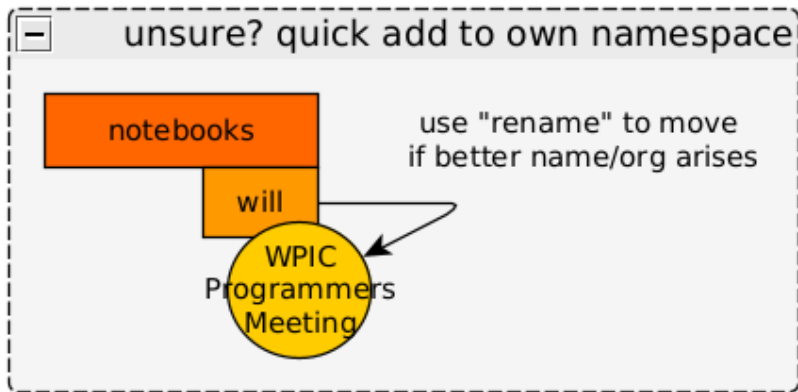 unsure? quick add to own namespace
notebooks
use "rename" to move
if better name/org arises
will
WPIC
Programmers
Meeting